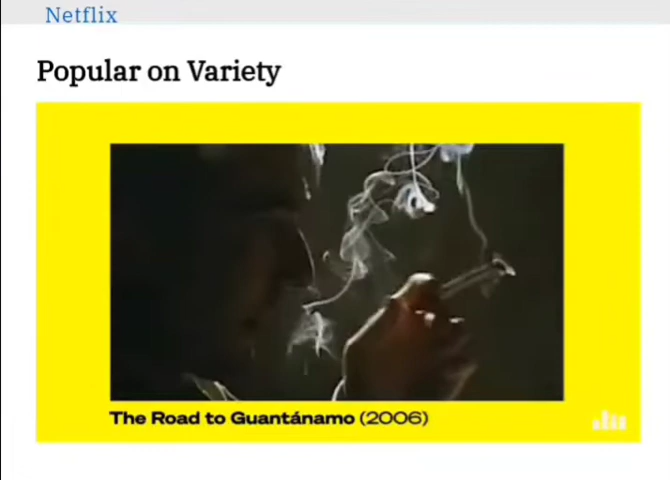 Netflix
Popular on Variety
The Road to Guantánamo (2006)